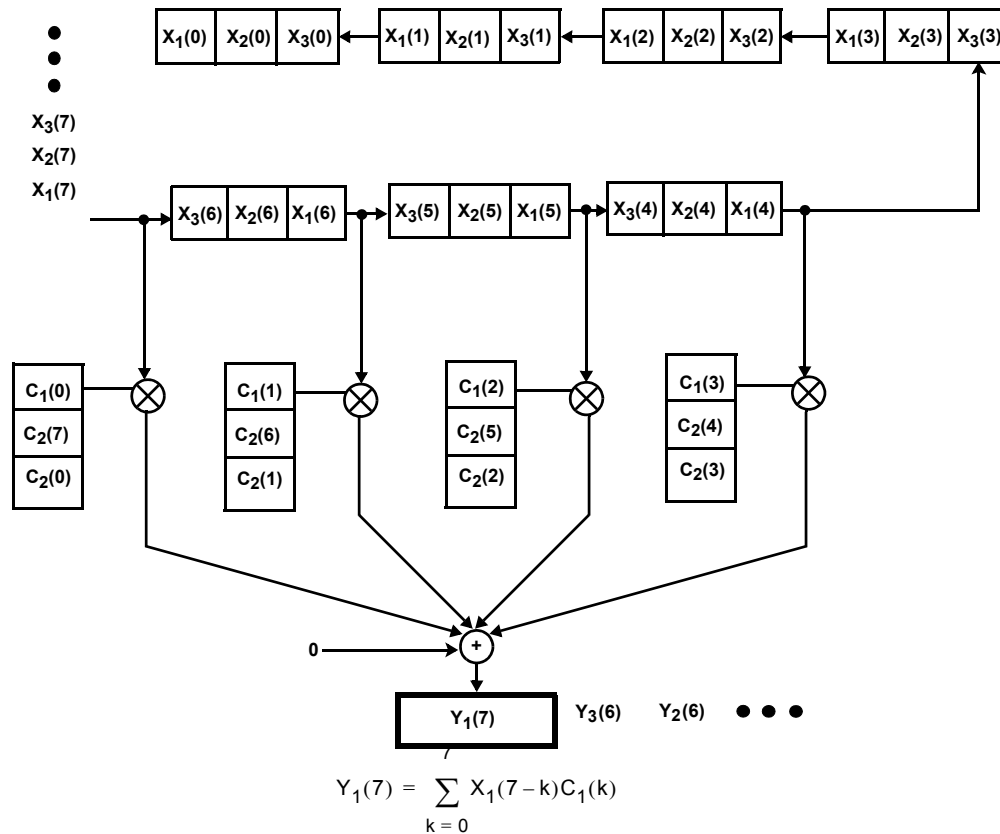 X1(0) X2(0) X3(0) X1(1) X2(1) X3(1) X1(2) X2(2) X3(2) X1(3) X2(3) X3(3)
X3(7)
X2(7)
X1(7)
X3(6) X2(6) X1(6) X3(5) X2(5) X1(5) X3(4) X2(4) X1(4)
C1(0) C1(1) C1(2) C1(3)
C2(7) C2(6) C2(5) C2(4)
C2(0) C2(1) C2(2) C2(3)
0 +
Y1(7) Y3(6) Y2(6)
7
Y1(7) = ∑ X1(7 – k)C1(k)
k = 0